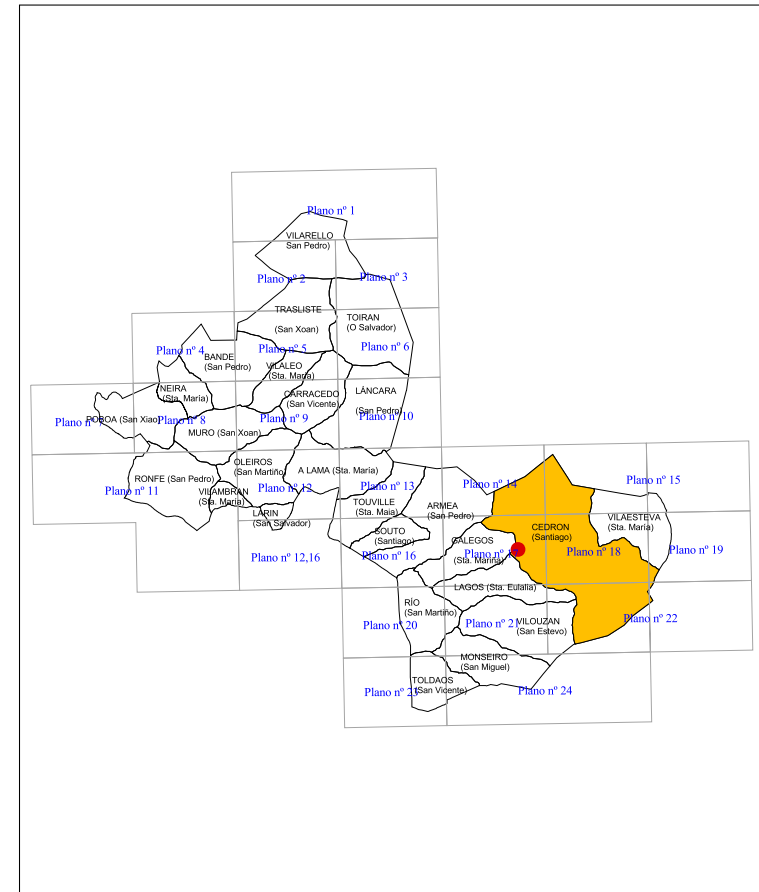 Plano nº 1
VILARELLO
San Pedro)
Plano nº 2
Plano nº 3
TRASLISTE
(San Xoan)
TOIRAN
(O Salvador)
Plano nº 4
BANDE
(San Pedro)
Plano nº 5
Plano nº 6
VILALEO
(Sta. María)
NEIRA
(Sta. María)
CARRACEDO
(San Vicente)
LÁNCARA
(San Pedro)
Plano nº
POBOA (San Xiao)
Plano nº 8
Plano nº 9
Plano nº 10
MURO (San Xoan)
OLEIROS
(San Martiño)
A LAMA (Sta. María)
RONFE (San Pedro)
Plano nº 11
VILAMBRAN
(Sta. María)
Plano nº 12
Plano nº 13
Plano nº 14
Plano nº 15
LARIN
(San Salvador)
TOUVILLE
(Sta. Maia)
ARMEA
(San Pedro)
CEDRON
(Santiago)
VILAESTEVA
(Sta. María)
SOUTO
(Santiago)
GALEGOS
(Sta. Mariña)
Plano nº 12,16
Plano nº 16
Plano nº 17
Plano nº 18
Plano nº 19
LAGOS (Sta. Eulalia)
RÍO
(San Martiño)
Plano nº 20
Plano nº 21
VILOUZAN
(San Estevo)
Plano nº 22
MONSEIRO
(San Miguel)
TOLDAOS
(San Vicente)
Plano nº 23
Plano nº 24